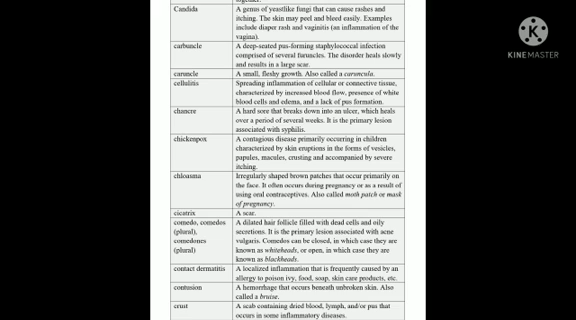 together.
Candida
A genus of yeastlike fungi that can cause rashes and
itching. The skin may peel and bleed easily. Examples
include diaper rash and vaginitis (an inflammation of the
vagina).
carbuncle
A deep-seated pus-forming staphylococcal infection
comprised of several furuncles. The disorder heals slowly
and results in a large scar.
caruncle
A small, fleshy growth. Also called a caruncula.
cellulitis
Spreading inflammation of cellular or connective tissue,
characterized by increased blood flow, presence of white
blood cells and edema, and a lack of pus formation.
chancre
A hard sore that breaks down into an ulcer, which heals
over a period of several weeks. It is the primary lesion
associated with syphilis.
chickenpox
A contagious disease primarily occurring in children
characterized by skin eruptions in the forms of vesicles,
papules, macules, crusting and accompanied by severe
itching.
chloasma
Irregularly shaped brown patches that occur primarily on
the face. It often occurs during pregnancy or as a result of
using oral contraceptives. Also called moth patch or mask
of pregnancy.
cicatrix
A scar.
comedo, comedos
(plural),
comedones
(plural)
A dilated hair follicle filled with dead cells and oily
secretions. It is the primary lesion associated with acne
vulgaris. Comedos can be closed, in which case they are
known as whiteheads, or open, in which case they are
known as blackheads.
contact dermatitis
A localized inflammation that is frequently caused by an
allergy to poison ivy, food, soap, skin care products, etc.
contusion
A hemorrhage that occurs beneath unbroken skin. Also
called a bruise.
crust
A scab containing dried blood, lymph, and/or pus that
occurs in some inflammatory diseases.
K
KINEMASTER